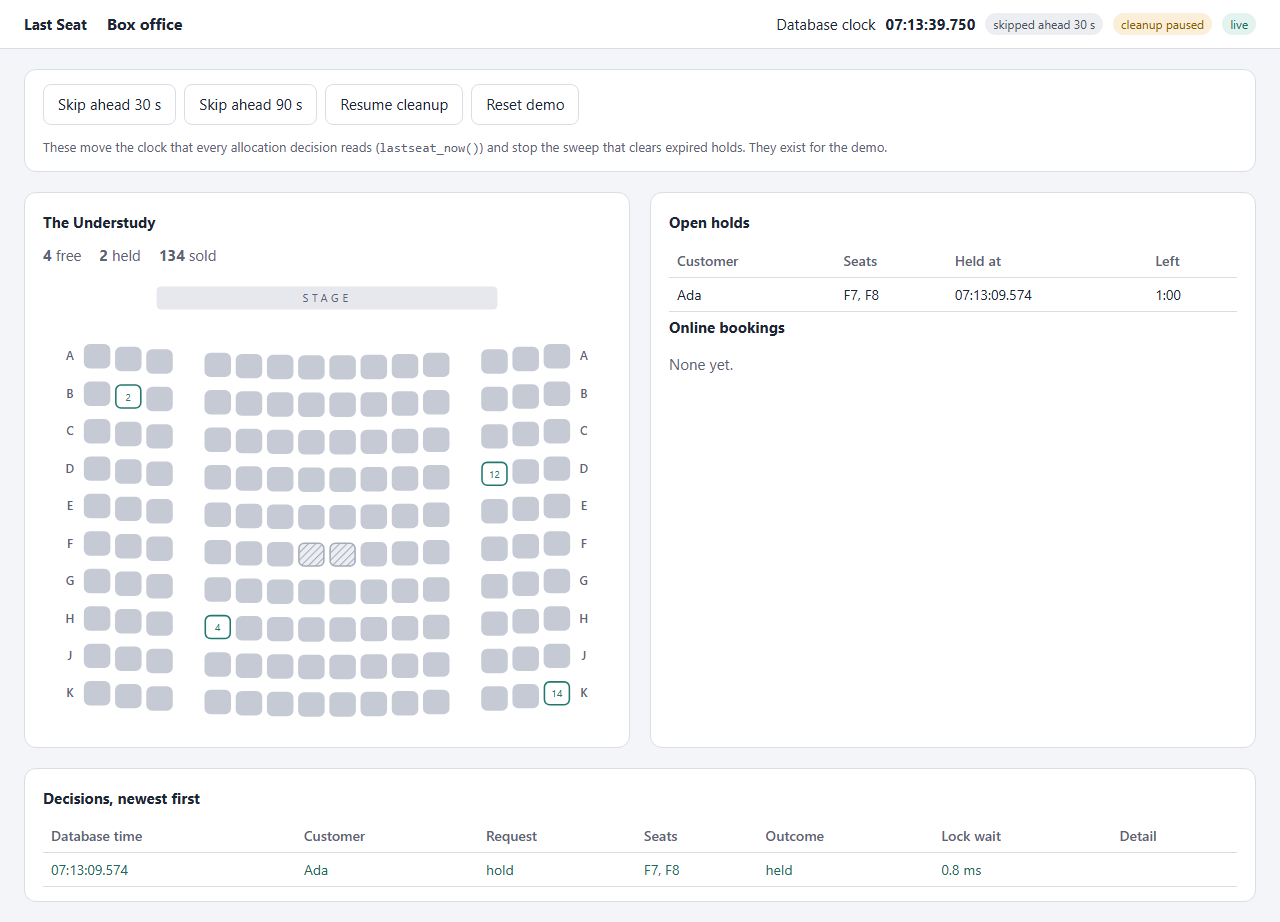 Last Seat Box office Database clock 07:13:39.750 skipped ahead 30 s cleanup paused live
Skip ahead 30 s Skip ahead 90 s Resume cleanup Reset demo
These move the clock that every allocation decision reads (lastseat_now()) and stop the sweep that clears expired holds. They exist for the demo.
The Understudy
4 free 2 held 134 sold
STAGE
A A
B 2 B
C C
D 12 D
E E
F F
G G
H 4 H
J J
K 14 K
Open holds
Customer Seats Held at Left
Ada F7, F8 07:13:09.574 1:00
Online bookings
None yet.
Decisions, newest first
Database time Customer Request Seats Outcome Lock wait Detail
07:13:09.574 Ada hold F7, F8 held 0.8 ms